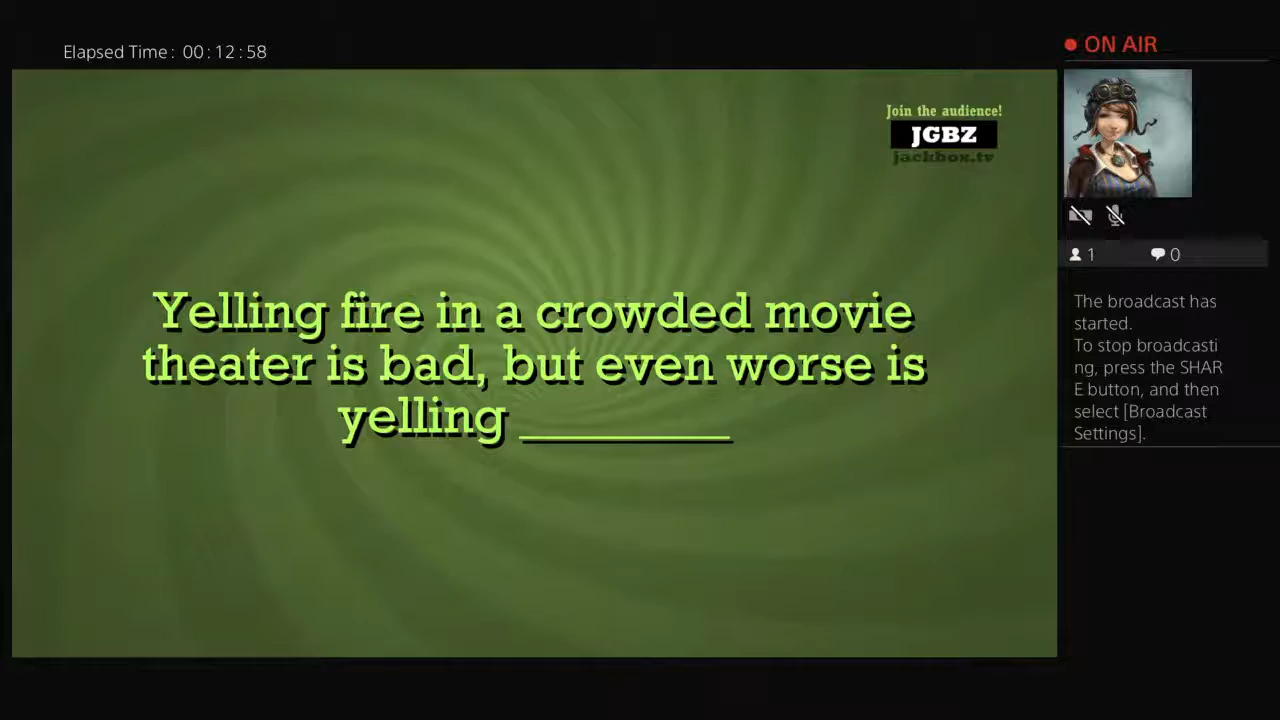 Elapsed Time: 00:12:58
ON AIR
Join the audience!
JGBZ
jackbox.tv
Yelling fire in a crowded movie
theater is bad, but even worse is
yelling ________
1
0
The broadcast has
started.
To stop broadcasti
ng, press the SHAR
E button, and then
select [Broadcast
Settings].